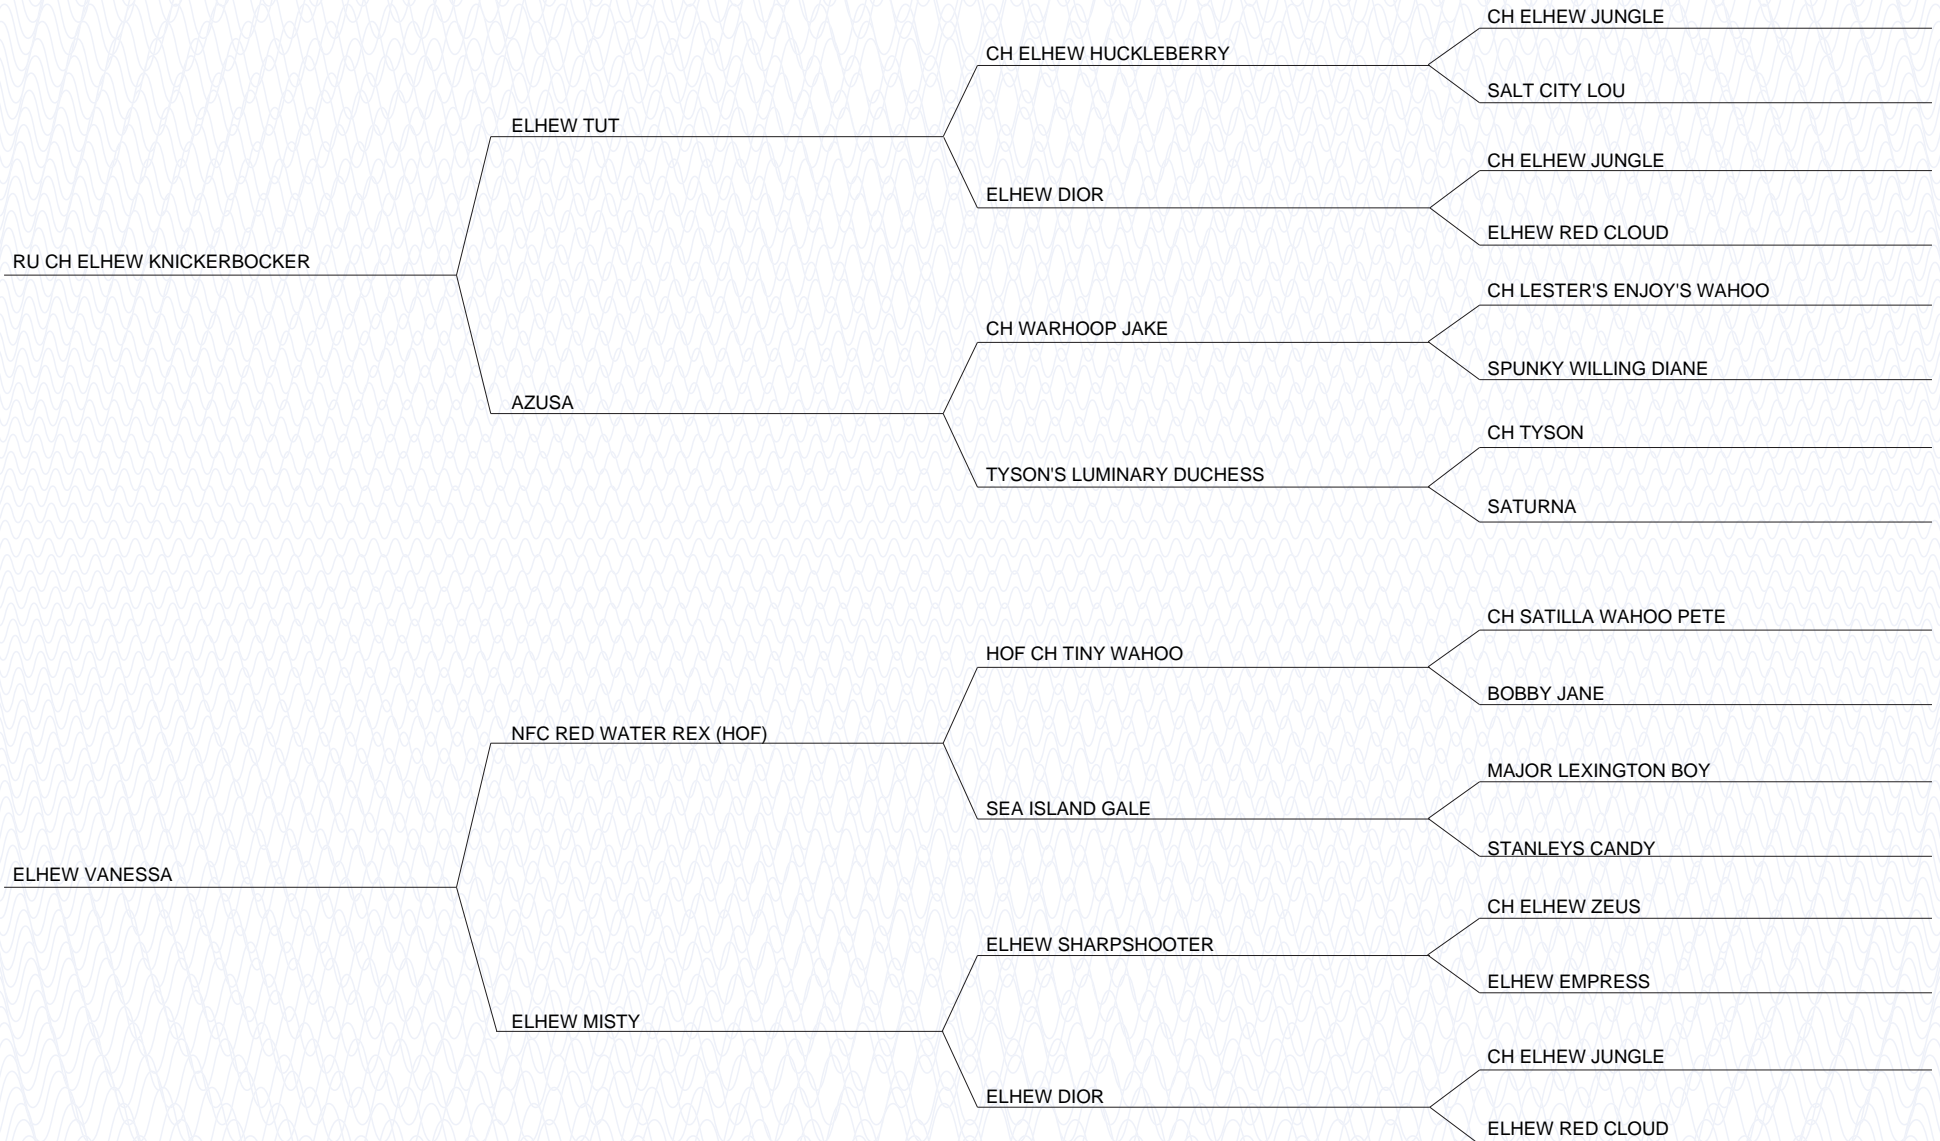 CH ELHEW JUNGLE
CH ELHEW HUCKLEBERRY
SALT CITY LOU
ELHEW TUT
CH ELHEW JUNGLE
ELHEW DIOR
ELHEW RED CLOUD
RU CH ELHEW KNICKERBOCKER
CH LESTER'S ENJOY'S WAHOO
CH WARHOOP JAKE
SPUNKY WILLING DIANE
AZUSA
CH TYSON
TYSON'S LUMINARY DUCHESS
SATURNA
CH SATILLA WAHOO PETE
HOF CH TINY WAHOO
BOBBY JANE
NFC RED WATER REX (HOF)
MAJOR LEXINGTON BOY
SEA ISLAND GALE
STANLEYS CANDY
ELHEW VANESSA
CH ELHEW ZEUS
ELHEW SHARPSHOOTER
ELHEW EMPRESS
ELHEW MISTY
CH ELHEW JUNGLE
ELHEW DIOR
ELHEW RED CLOUD